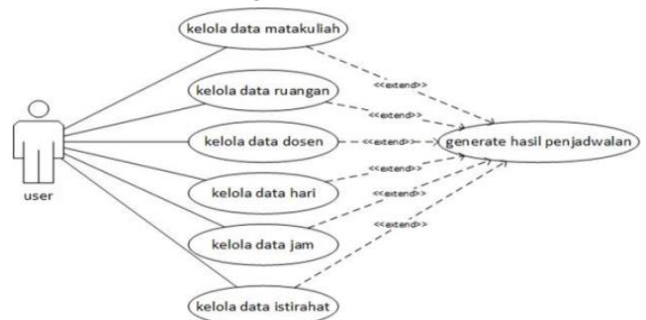 kelola data matakuliah
<<extend>>
kelola data ruangan
<<extend>>
kelola data dosen
<<extend>>
generate hasil penjadwalan
<<extend>>
user
kelola data hari
<<extend>>
<<extend>>
kelola data jam
kelola data istirahat